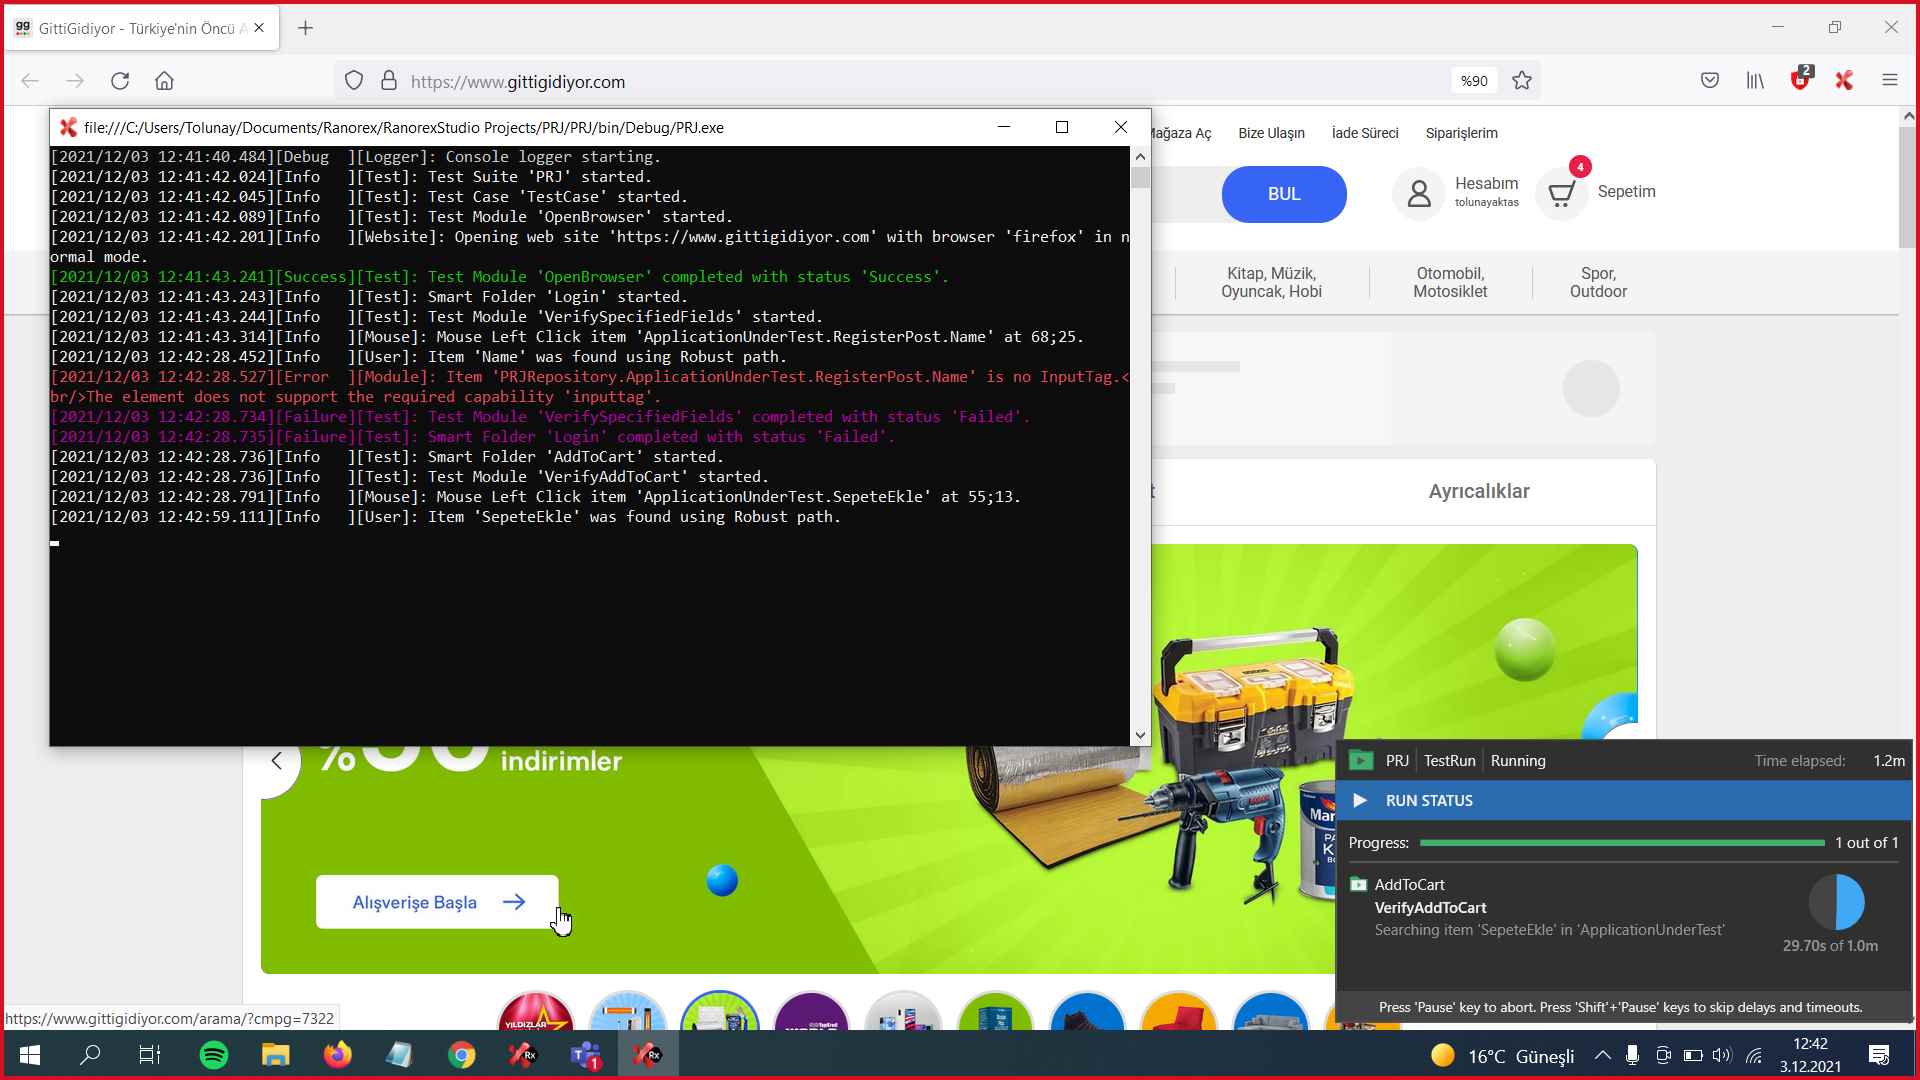 GittiGidiyor - Türkiye'nin Öncü A
https://www.gittigidiyor.com
%90
2
file:///C:/Users/Tolunay/Documents/Ranorex/RanorexStudio Projects/PRJ/PRJ/bin/Debug/PRJ.exe
[2021/12/03 12:41:40.484][Debug  ][Logger]: Console logger starting.
[2021/12/03 12:41:42.024][Info   ][Test]: Test Suite 'PRJ' started.
[2021/12/03 12:41:42.045][Info   ][Test]: Test Case 'TestCase' started.
[2021/12/03 12:41:42.089][Info   ][Test]: Test Module 'OpenBrowser' started.
[2021/12/03 12:41:42.201][Info   ][Website]: Opening web site 'https://www.gittigidiyor.com' with browser 'firefox' in n
ormal mode.
[2021/12/03 12:41:43.241][Success][Test]: Test Module 'OpenBrowser' completed with status 'Success'.
[2021/12/03 12:41:43.243][Info   ][Test]: Smart Folder 'Login' started.
[2021/12/03 12:41:43.244][Info   ][Test]: Test Module 'VerifySpecifiedFields' started.
[2021/12/03 12:41:43.314][Info   ][Mouse]: Mouse Left Click item 'ApplicationUnderTest.RegisterPost.Name' at 68;25.
[2021/12/03 12:42:28.452][Info   ][User]: Item 'Name' was found using Robust path.
[2021/12/03 12:42:28.527][Error  ][Module]: Item 'PRJRepository.ApplicationUnderTest.RegisterPost.Name' is no InputTag.<
br/>The element does not support the required capability 'inputtag'.
[2021/12/03 12:42:28.734][Failure][Test]: Test Module 'VerifySpecifiedFields' completed with status 'Failed'.
[2021/12/03 12:42:28.735][Failure][Test]: Smart Folder 'Login' completed with status 'Failed'.
[2021/12/03 12:42:28.736][Info   ][Test]: Smart Folder 'AddToCart' started.
[2021/12/03 12:42:28.736][Info   ][Test]: Test Module 'VerifyAddToCart' started.
[2021/12/03 12:42:28.791][Info   ][Mouse]: Mouse Left Click item 'ApplicationUnderTest.SepeteEkle' at 55;13.
[2021/12/03 12:42:59.111][Info   ][User]: Item 'SepeteEkle' was found using Robust path.
Mağaza Aç Bize Ulaşın İade Süreci Siparişlerim
BUL
Hesabım
tolunayaktas
4
Sepetim
Kitap, Müzik,
Oyuncak, Hobi
Otomobil,
Motosiklet
Spor,
Outdoor
Ayrıcalıklar
indirimler
Alışverişe Başla
PRJ TestRun Running Time elapsed: 1.2m
RUN STATUS
Progress: 1 out of 1
AddToCart
VerifyAddToCart
Searching item 'SepeteEkle' in 'ApplicationUnderTest'
29.70s of 1.0m
Press 'Pause' key to abort. Press 'Shift'+'Pause' keys to skip delays and timeouts.
YILDIZLAR
https://www.gittigidiyor.com/arama/?cmpg=7322
Rx
1
Rx
16°C Güneşli
12:42
3.12.2021